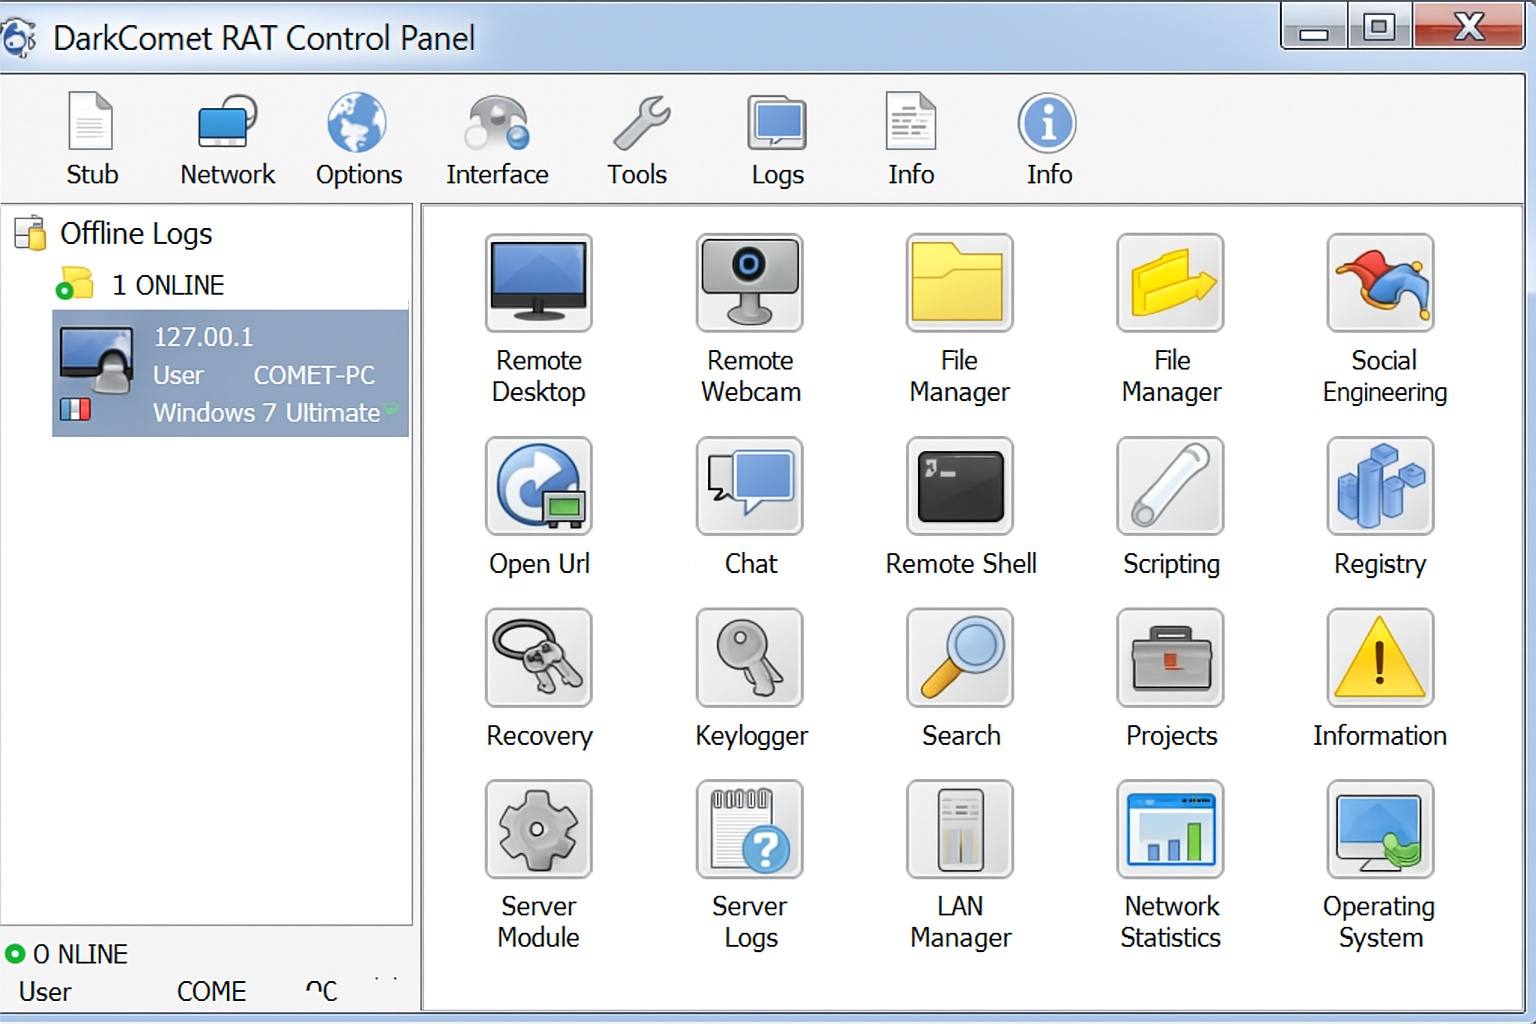 DarkComet RAT Control Panel
Stub Network Options Interface Tools Logs Info Info
Offline Logs
1 ONLINE
127.00.1
User COMET-PC
Windows 7 Ultimate
Remote Desktop
Remote Webcam
File Manager
File Manager
Social Engineering
Open Url
Chat
Remote Shell
Scripting
Registry
Recovery
Keylogger
Search
Projects
Information
Server Module
Server Logs
LAN Manager
Network Statistics
Operating System
O NLINE
User COME